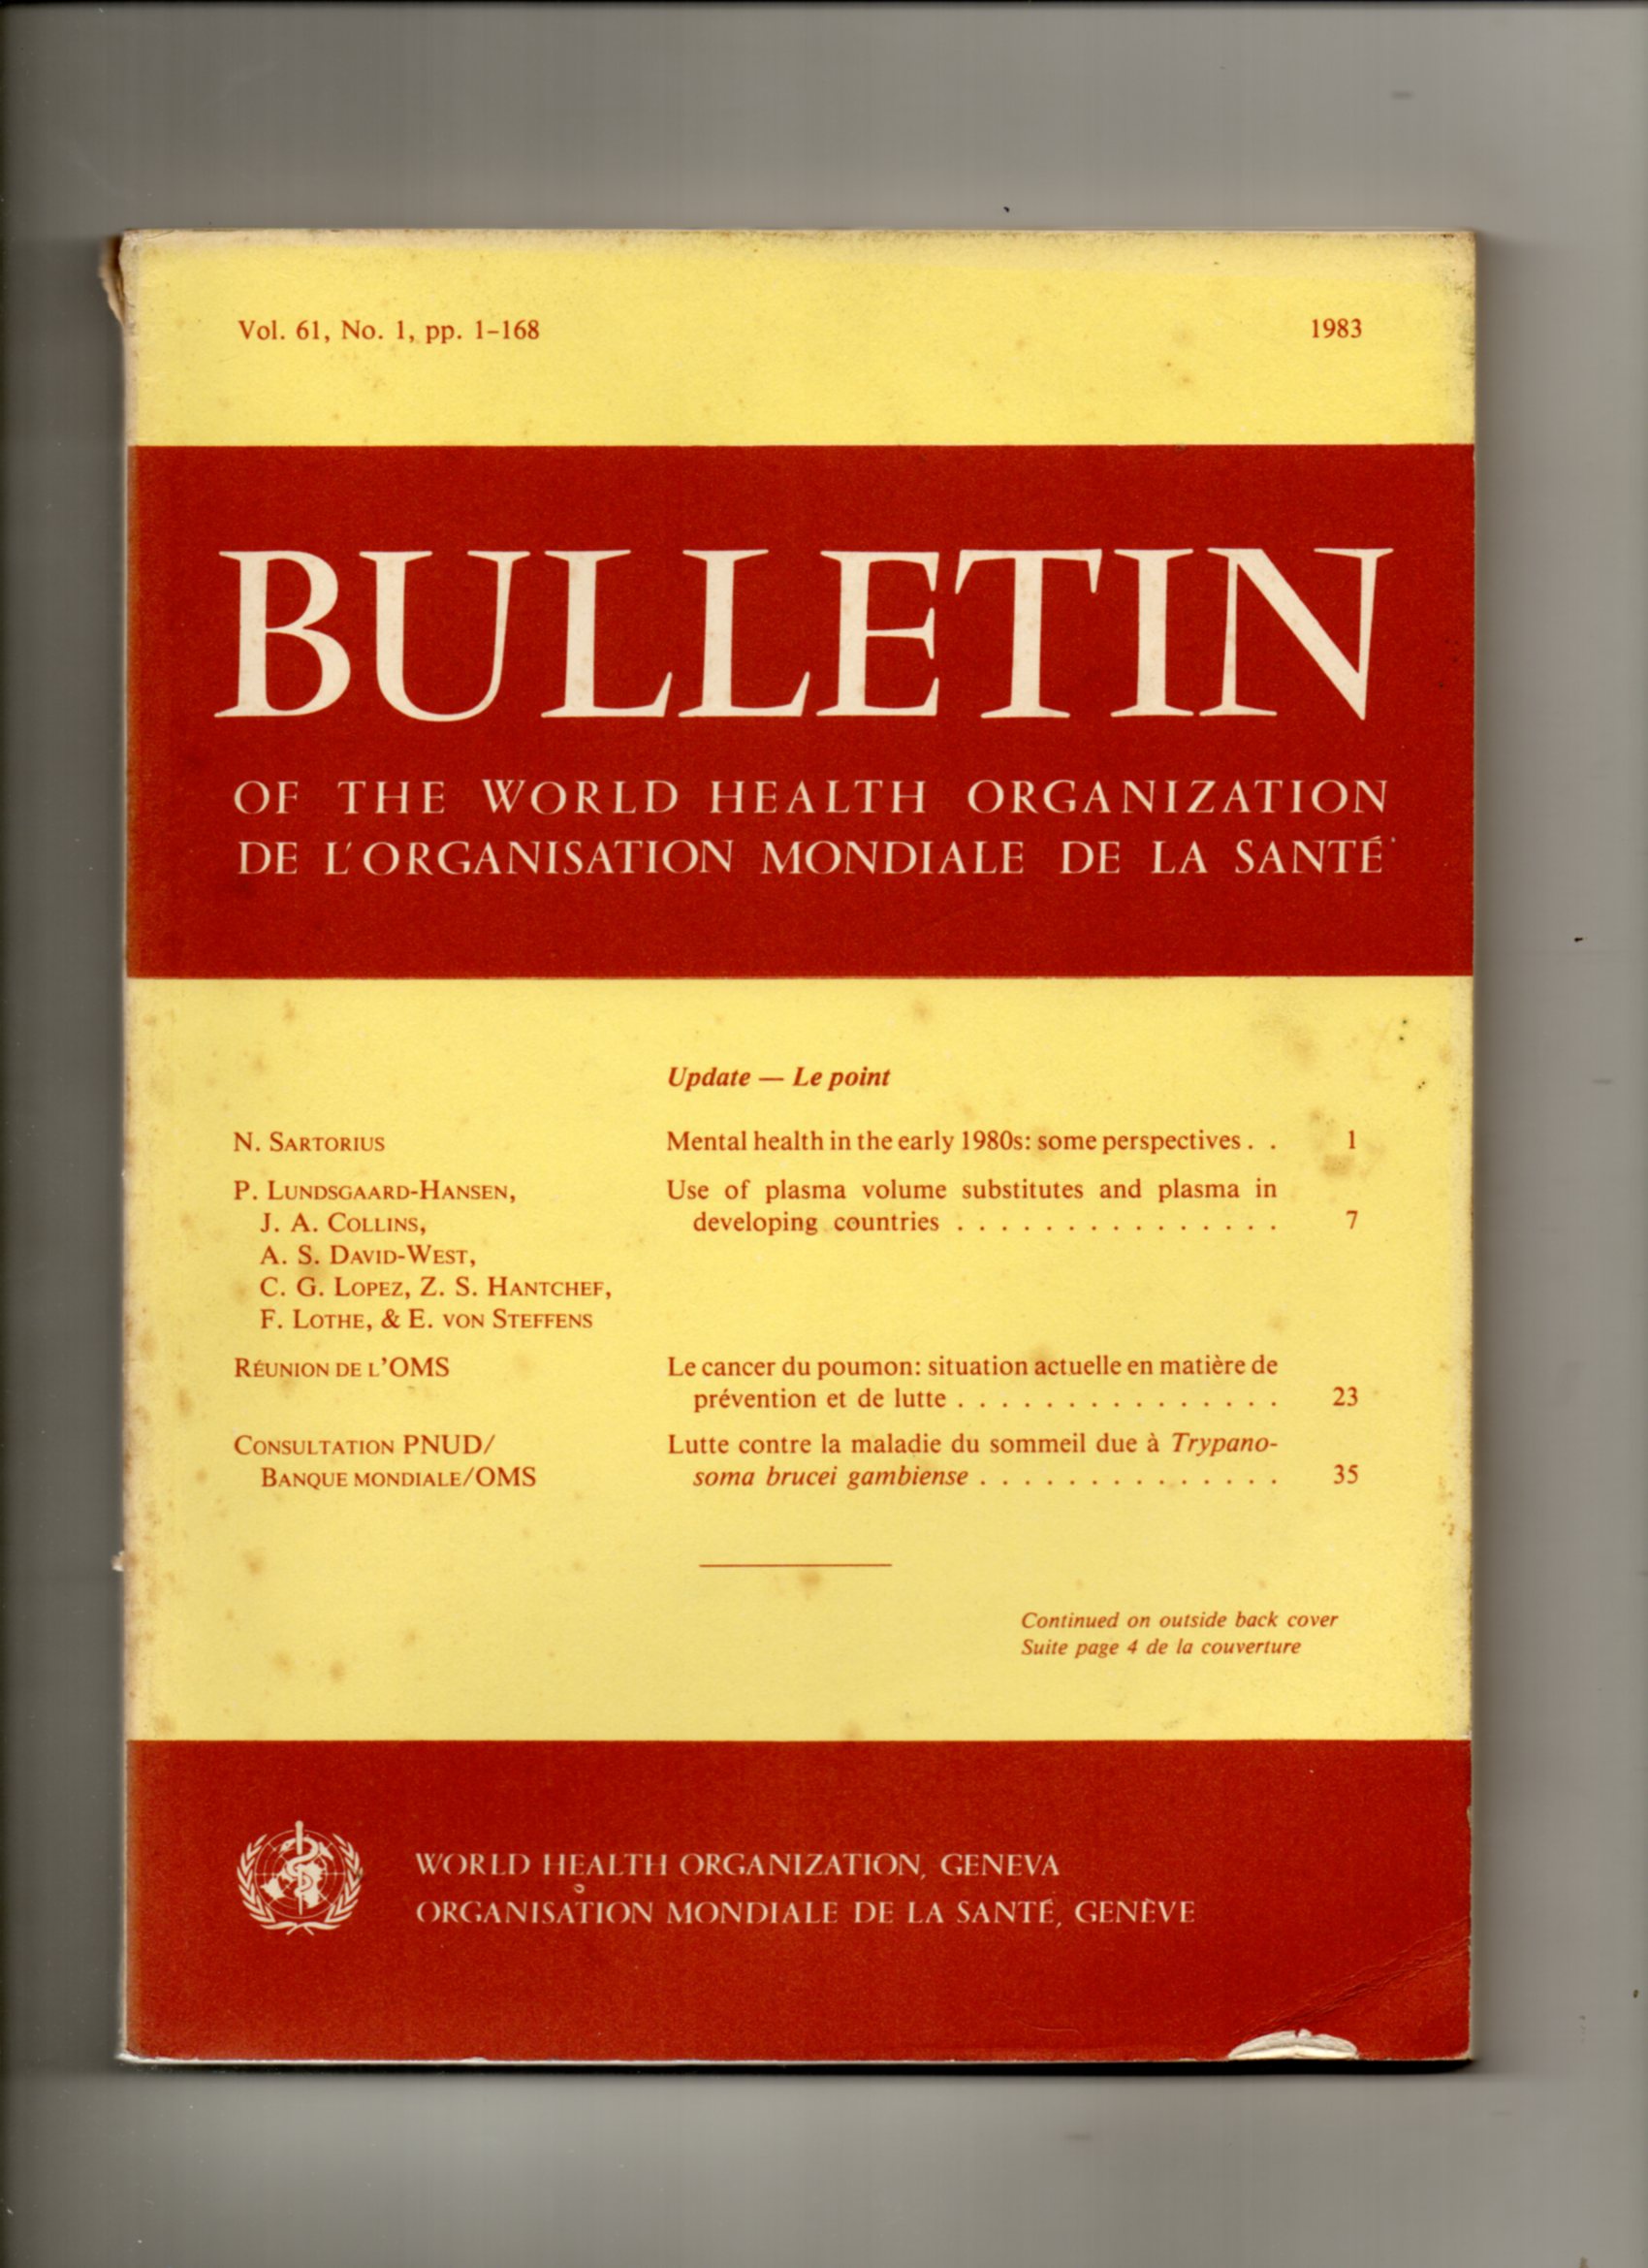 Vol. 61, No. 1, pp. 1–168 1983
BULLETIN
OF THE WORLD HEALTH ORGANIZATION
DE L'ORGANISATION MONDIALE DE LA SANTÉ
Update — Le point
N. SARTORIUS Mental health in the early 1980s: some perspectives . . 1
P. LUNDSGAARD-HANSEN, Use of plasma volume substitutes and plasma in
J. A. COLLINS, developing countries . . . . . . . . . . . . . . . 7
A. S. DAVID-WEST,
C. G. LOPEZ, Z. S. HANTCHEF,
F. LOTHE, & E. VON STEFFENS
RÉUNION DE L'OMS Le cancer du poumon: situation actuelle en matière de
prévention et de lutte . . . . . . . . . . . . . . . 23
CONSULTATION PNUD/ Lutte contre la maladie du sommeil due à Trypano-
BANQUE MONDIALE/OMS soma brucei gambiense . . . . . . . . . . . . . . 35
Continued on outside back cover
Suite page 4 de la couverture
WORLD HEALTH ORGANIZATION, GENEVA
ORGANISATION MONDIALE DE LA SANTÉ, GENÈVE